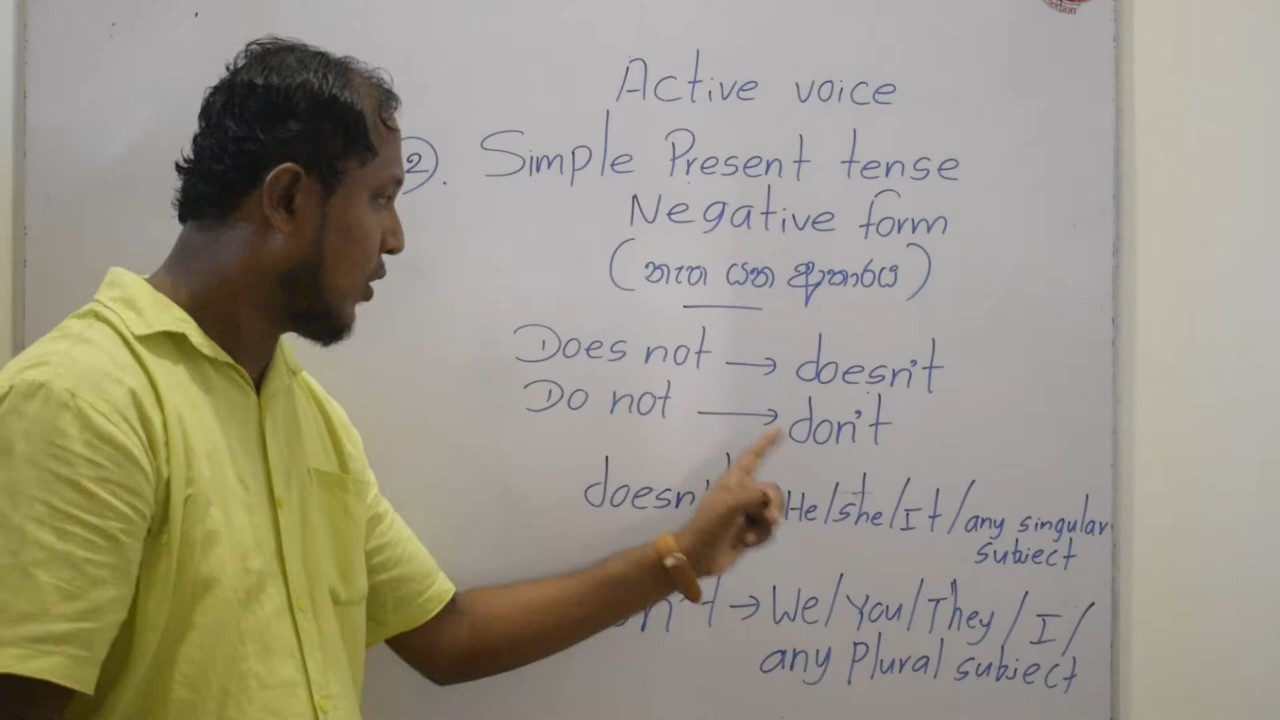 Active voice
2). Simple Present tense
Negative form
(නැත යන ආකාරය)
Does not → doesn't
Do not → don't
He/she/It/any singular
subject
→ We/You/They/I/
any Plural subject